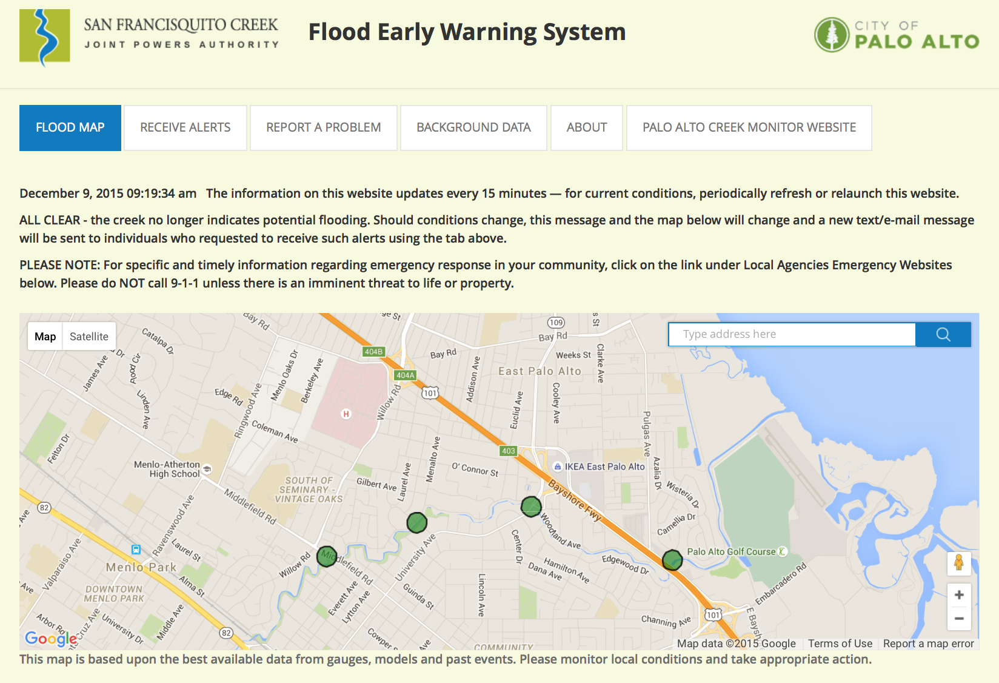 SAN FRANCISQUITO CREEK
JOINT POWERS AUTHORITY
Flood Early Warning System
CITY OF
PALO ALTO
FLOOD MAP
RECEIVE ALERTS
REPORT A PROBLEM
BACKGROUND DATA
ABOUT
PALO ALTO CREEK MONITOR WEBSITE
December 9, 2015 09:19:34 am The information on this website updates every 15 minutes — for current conditions, periodically refresh or relaunch this website.
ALL CLEAR - the creek no longer indicates potential flooding. Should conditions change, this message and the map below will change and a new text/e-mail message
will be sent to individuals who requested to receive such alerts using the tab above.
PLEASE NOTE: For specific and timely information regarding emergency response in your community, click on the link under Local Agencies Emergency Websites
below. Please do NOT call 9-1-1 unless there is an imminent threat to life or property.
Map
Satellite
Type address here
Bay Rd
ge St
109
s St
Bay Rd
Catalpa Dr
Dr
404B
Bay Rd
Weeks St
Clarke Ave
James Ave
Menlo Oaks Dr
Berkeley Ave
404A
Addison Ave
East Palo Alto
Linden Ave
Edge Rd
Ringwood Ave
Willow Rd
101
Euclid Ave
Cooley Ave
H
Coleman Ave
Pulgas Ave
Felton Dr
Menalto Ave
403
Menlo-Atherton
High School
O' Connor St
IKEA East Palo Alto
Azalia Dr
SOUTH OF
SEMINARY -
VINTAGE OAKS
Gilbert Ave
Laurel Ave
Bayshore Fwy
Wisteria Dr
82
Ave
Middlefield Rd
Ravenswood Ave
Camellia Dr
Woodland Ave
Valparaiso Ave
Laurel St
Willow Rd
Middlefield Rd
University Ave
Center Dr
Hamilton Ave
Dana Ave
Edgewood Dr
Palo Alto Golf Course
Menlo Park
Embarcadero Rd
Ave
DOWNTOWN
MENLO PARK
Alma St
Everett Ave
Lytton Ave
Guinda St
Lincoln Ave
Arbor Rd
Cruz Ave
University Dr
Middle Ave
82
Channing Ave
101
E Baysh
Cowper
Ave
COMMUNITY
Google
+
−
Map data ©2015 Google
Terms of Use
Report a map error
This map is based upon the best available data from gauges, models and past events. Please monitor local conditions and take appropriate action.